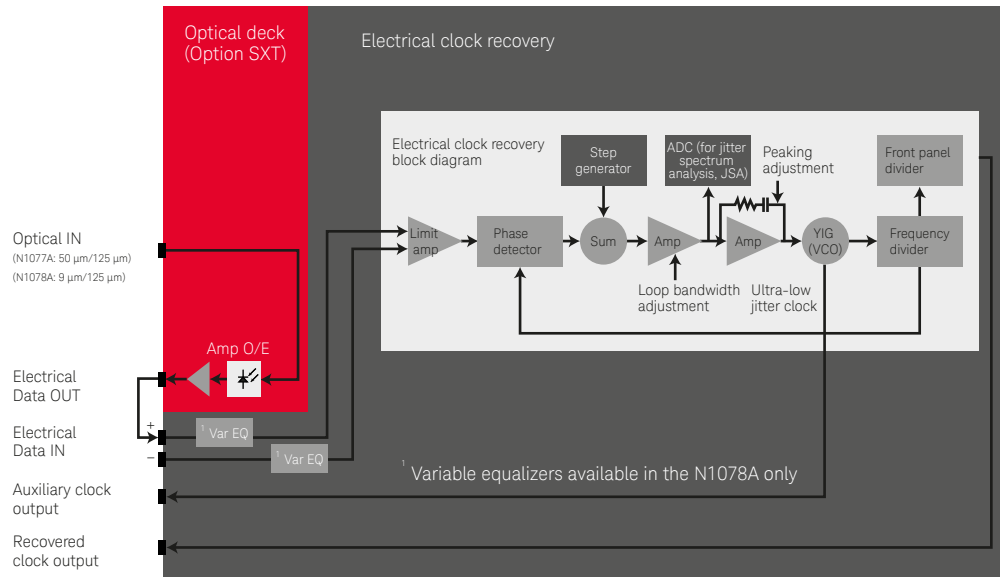 Optical deck
(Option SXT)
Electrical clock recovery
Electrical clock recovery
block diagram
Step
generator
ADC (for jitter
spectrum
analysis, JSA)
Peaking
adjustment
Front panel
divider
Limit
amp
Phase
detector
Sum
Amp
Amp
YIG
(VCO)
Frequency
divider
Loop bandwidth
adjustment
Ultra-low
jitter clock
Optical IN
(N1077A: 50 µm/125 µm)
(N1078A: 9 µm/125 µm)
Amp O/E
Electrical
Data OUT
+
1 Var EQ
Electrical
Data IN
–
1 Var EQ
1 Variable equalizers available in the N1078A only
Auxiliary clock
output
Recovered
clock output